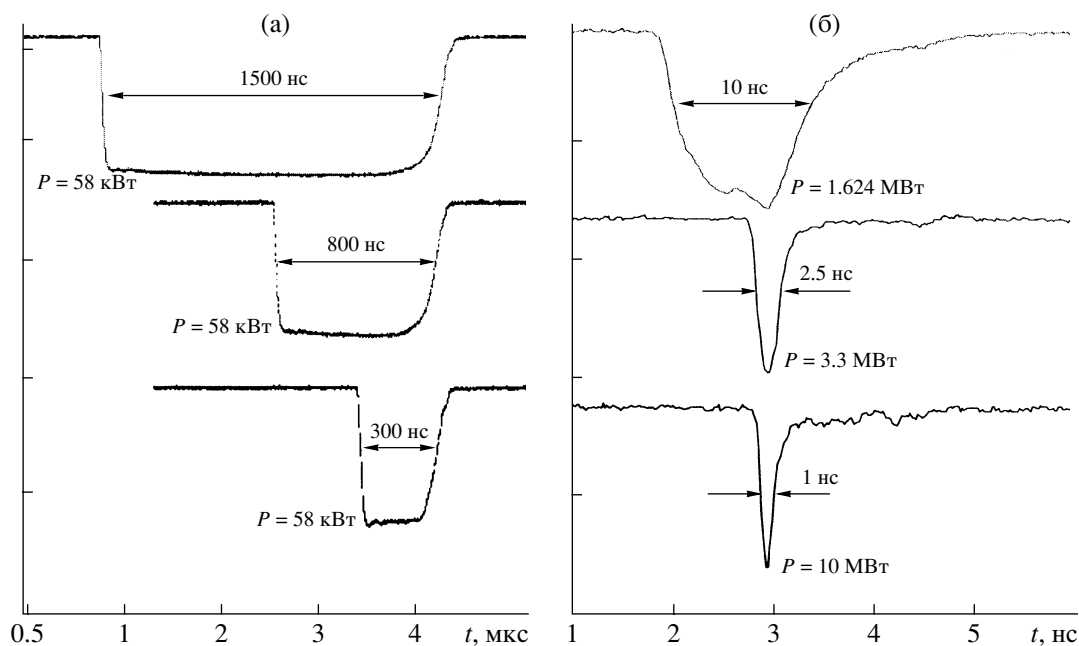 (а)
1500 нс
P = 58 кВт
800 нс
P = 58 кВт
300 нс
P = 58 кВт
0.5 1 2 3 4 t, мкс
(б)
10 нс
P = 1.624 МВт
2.5 нс
P = 3.3 МВт
1 нс
P = 10 МВт
1 2 3 4 5 t, нс